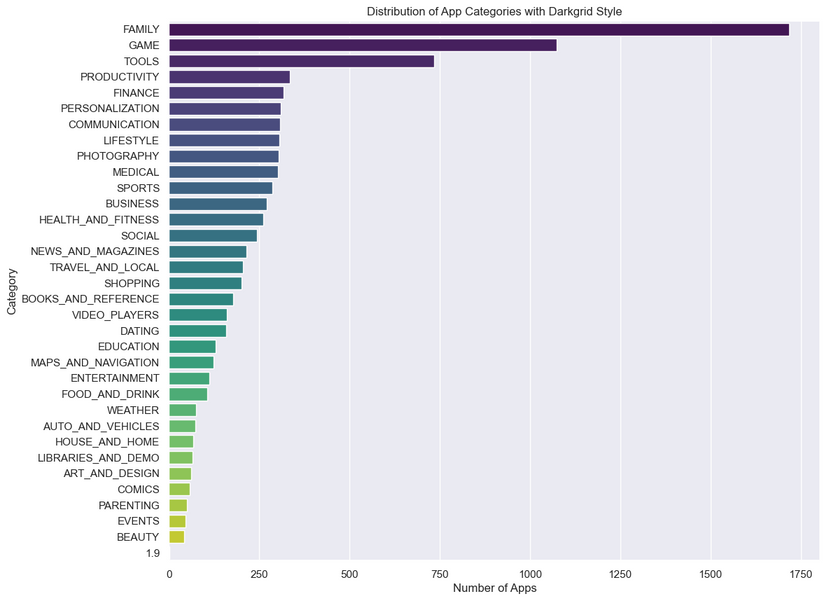 Distribution of App Categories with Darkgrid Style
FAMILY
GAME
TOOLS
PRODUCTIVITY
FINANCE
PERSONALIZATION
COMMUNICATION
LIFESTYLE
PHOTOGRAPHY
MEDICAL
SPORTS
BUSINESS
HEALTH_AND_FITNESS
SOCIAL
NEWS_AND_MAGAZINES
TRAVEL_AND_LOCAL
SHOPPING
BOOKS_AND_REFERENCE
VIDEO_PLAYERS
DATING
EDUCATION
MAPS_AND_NAVIGATION
ENTERTAINMENT
FOOD_AND_DRINK
WEATHER
AUTO_AND_VEHICLES
HOUSE_AND_HOME
LIBRARIES_AND_DEMO
ART_AND_DESIGN
COMICS
PARENTING
EVENTS
BEAUTY
1.9
Category
0 250 500 750 1000 1250 1500 1750
Number of Apps